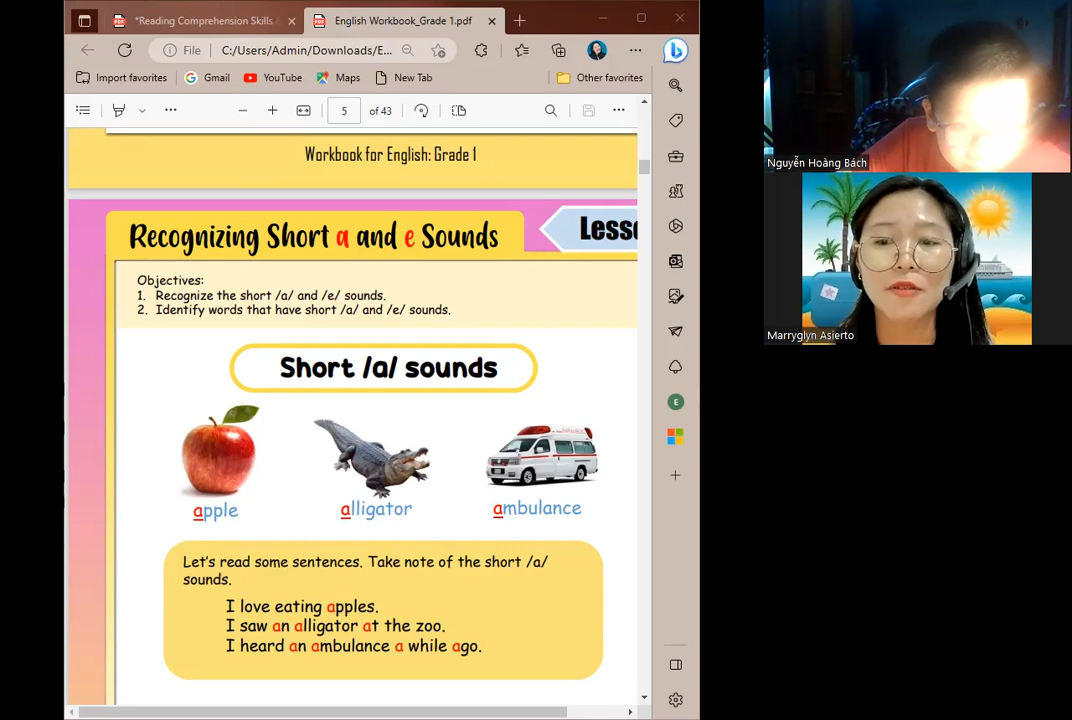 *Reading Comprehension Skills A
English Workbook_Grade 1.pdf
File
C:/Users/Admin/Downloads/E...
Import favorites
Gmail
YouTube
Maps
New Tab
Other favorites
5 of 43
Workbook for English: Grade 1
Recognizing Short a and e Sounds
Objectives:
1. Recognize the short /a/ and /e/ sounds.
2. Identify words that have short /a/ and /e/ sounds.
Short /a/ sounds
apple
alligator
ambulance
Let's read some sentences. Take note of the short /a/
sounds.
I love eating apples.
I saw an alligator at the zoo.
I heard an ambulance a while ago.
E
Nguyễn Hoàng Bách
Marryglyn Asierto